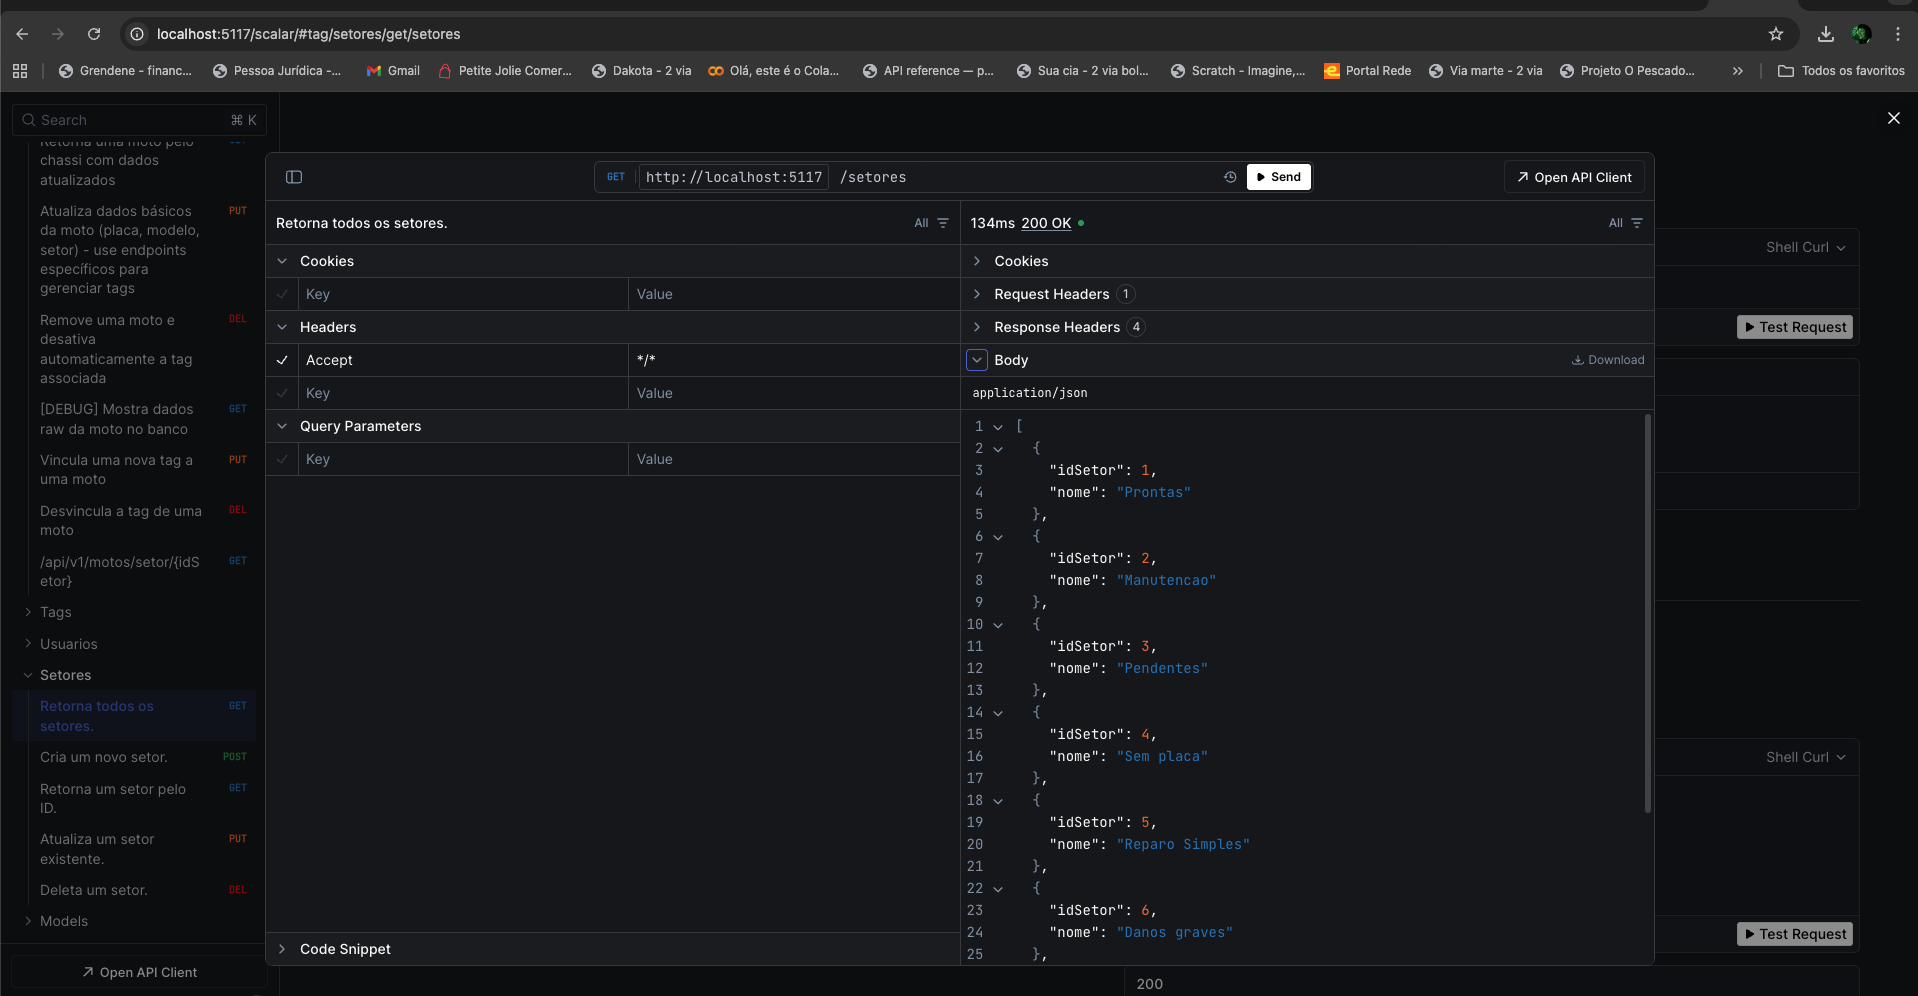 localhost:5117/scalar/#tag/setores/get/setores
Grendene - financ...
Pessoa Jurídica -...
Gmail
Petite Jolie Comer...
Dakota - 2 via
Olá, este é o Cola...
API reference — p...
Sua cia - 2 via bol...
Scratch - Imagine,...
Portal Rede
Via marte - 2 via
Projeto O Pescado...
Todos os favoritos
Search ⌘ K
Retorna uma moto pelo
chassi com dados
atualizados
Atualiza dados básicos PUT
da moto (placa, modelo,
setor) - use endpoints
específicos para
gerenciar tags
Remove uma moto e DEL
desativa
automaticamente a tag
associada
[DEBUG] Mostra dados GET
raw da moto no banco
Vincula uma nova tag a PUT
uma moto
Desvincula a tag de uma DEL
moto
/api/v1/motos/setor/{idS GET
etor}
Tags
Usuarios
Setores
Retorna todos os GET
setores.
Cria um novo setor. POST
Retorna um setor pelo GET
ID.
Atualiza um setor PUT
existente.
Deleta um setor. DEL
Models
Open API Client
GET http://localhost:5117 /setores
Send
Open API Client
Retorna todos os setores. All
Cookies
Key Value
Headers
Accept */*
Key Value
Query Parameters
Key Value
Code Snippet
134ms 200 OK All
Cookies
Request Headers 1
Response Headers 4
Body Download
application/json
1 [
2 {
3 "idSetor": 1,
4 "nome": "Prontas"
5 },
6 {
7 "idSetor": 2,
8 "nome": "Manutencao"
9 },
10 {
11 "idSetor": 3,
12 "nome": "Pendentes"
13 },
14 {
15 "idSetor": 4,
16 "nome": "Sem placa"
17 },
18 {
19 "idSetor": 5,
20 "nome": "Reparo Simples"
21 },
22 {
23 "idSetor": 6,
24 "nome": "Danos graves"
25 },
Shell Curl
Test Request
Shell Curl
Test Request
200